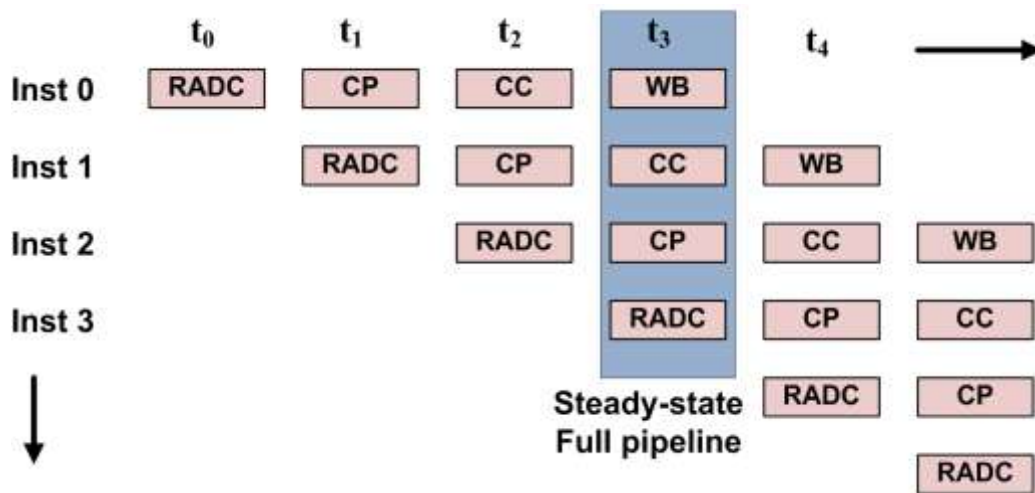 t₀ t₁ t₂ t₃ t₄
Inst 0 RADC CP CC WB
Inst 1 RADC CP CC WB
Inst 2 RADC CP CC WB
Inst 3 RADC CP CC
RADC CP
Steady-state
Full pipeline
RADC